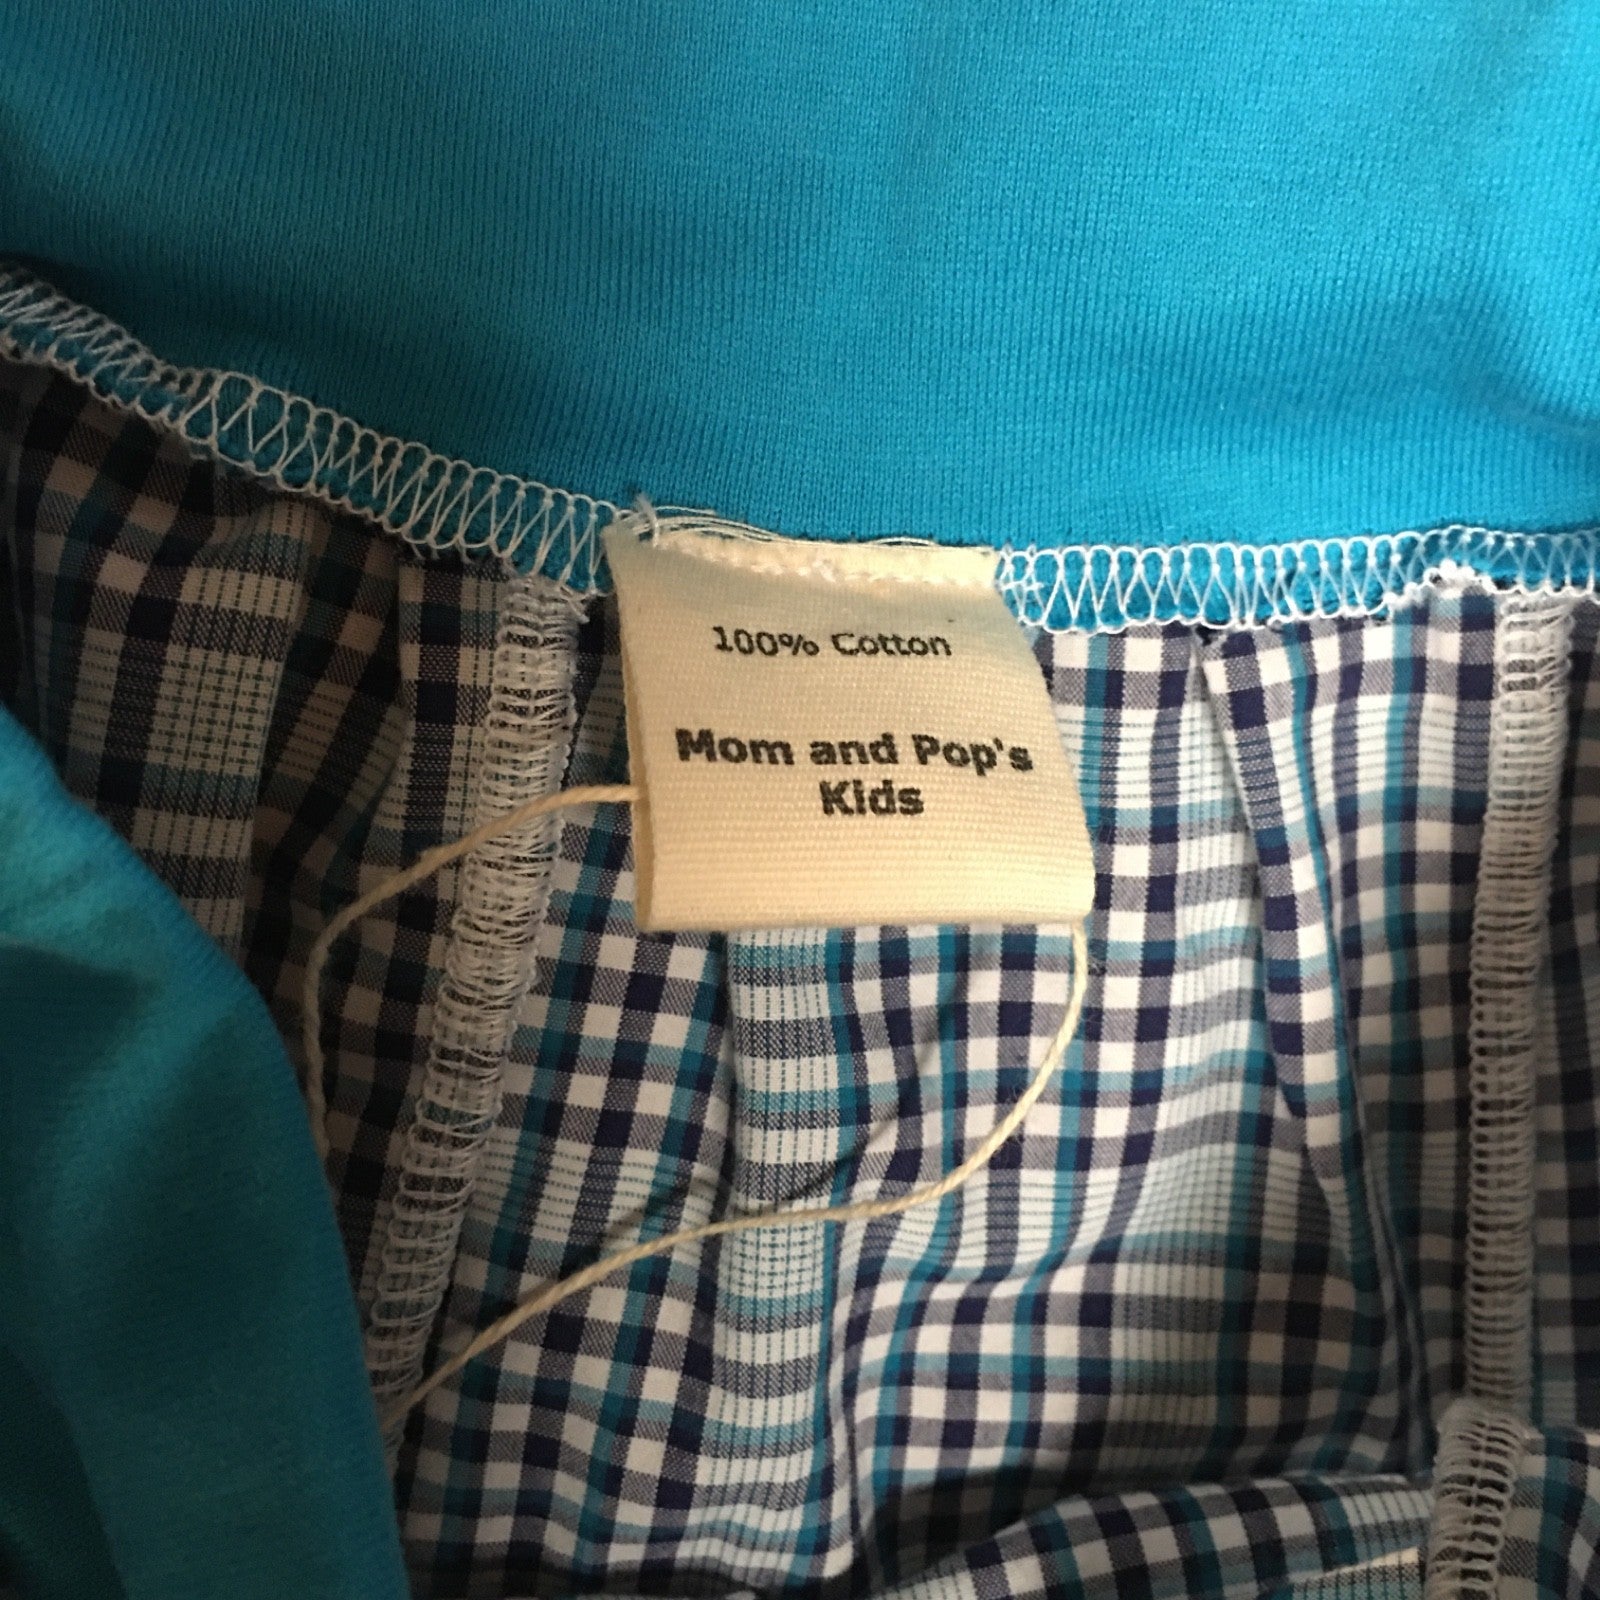 100% Cotton
Mom and Pop's
Kids